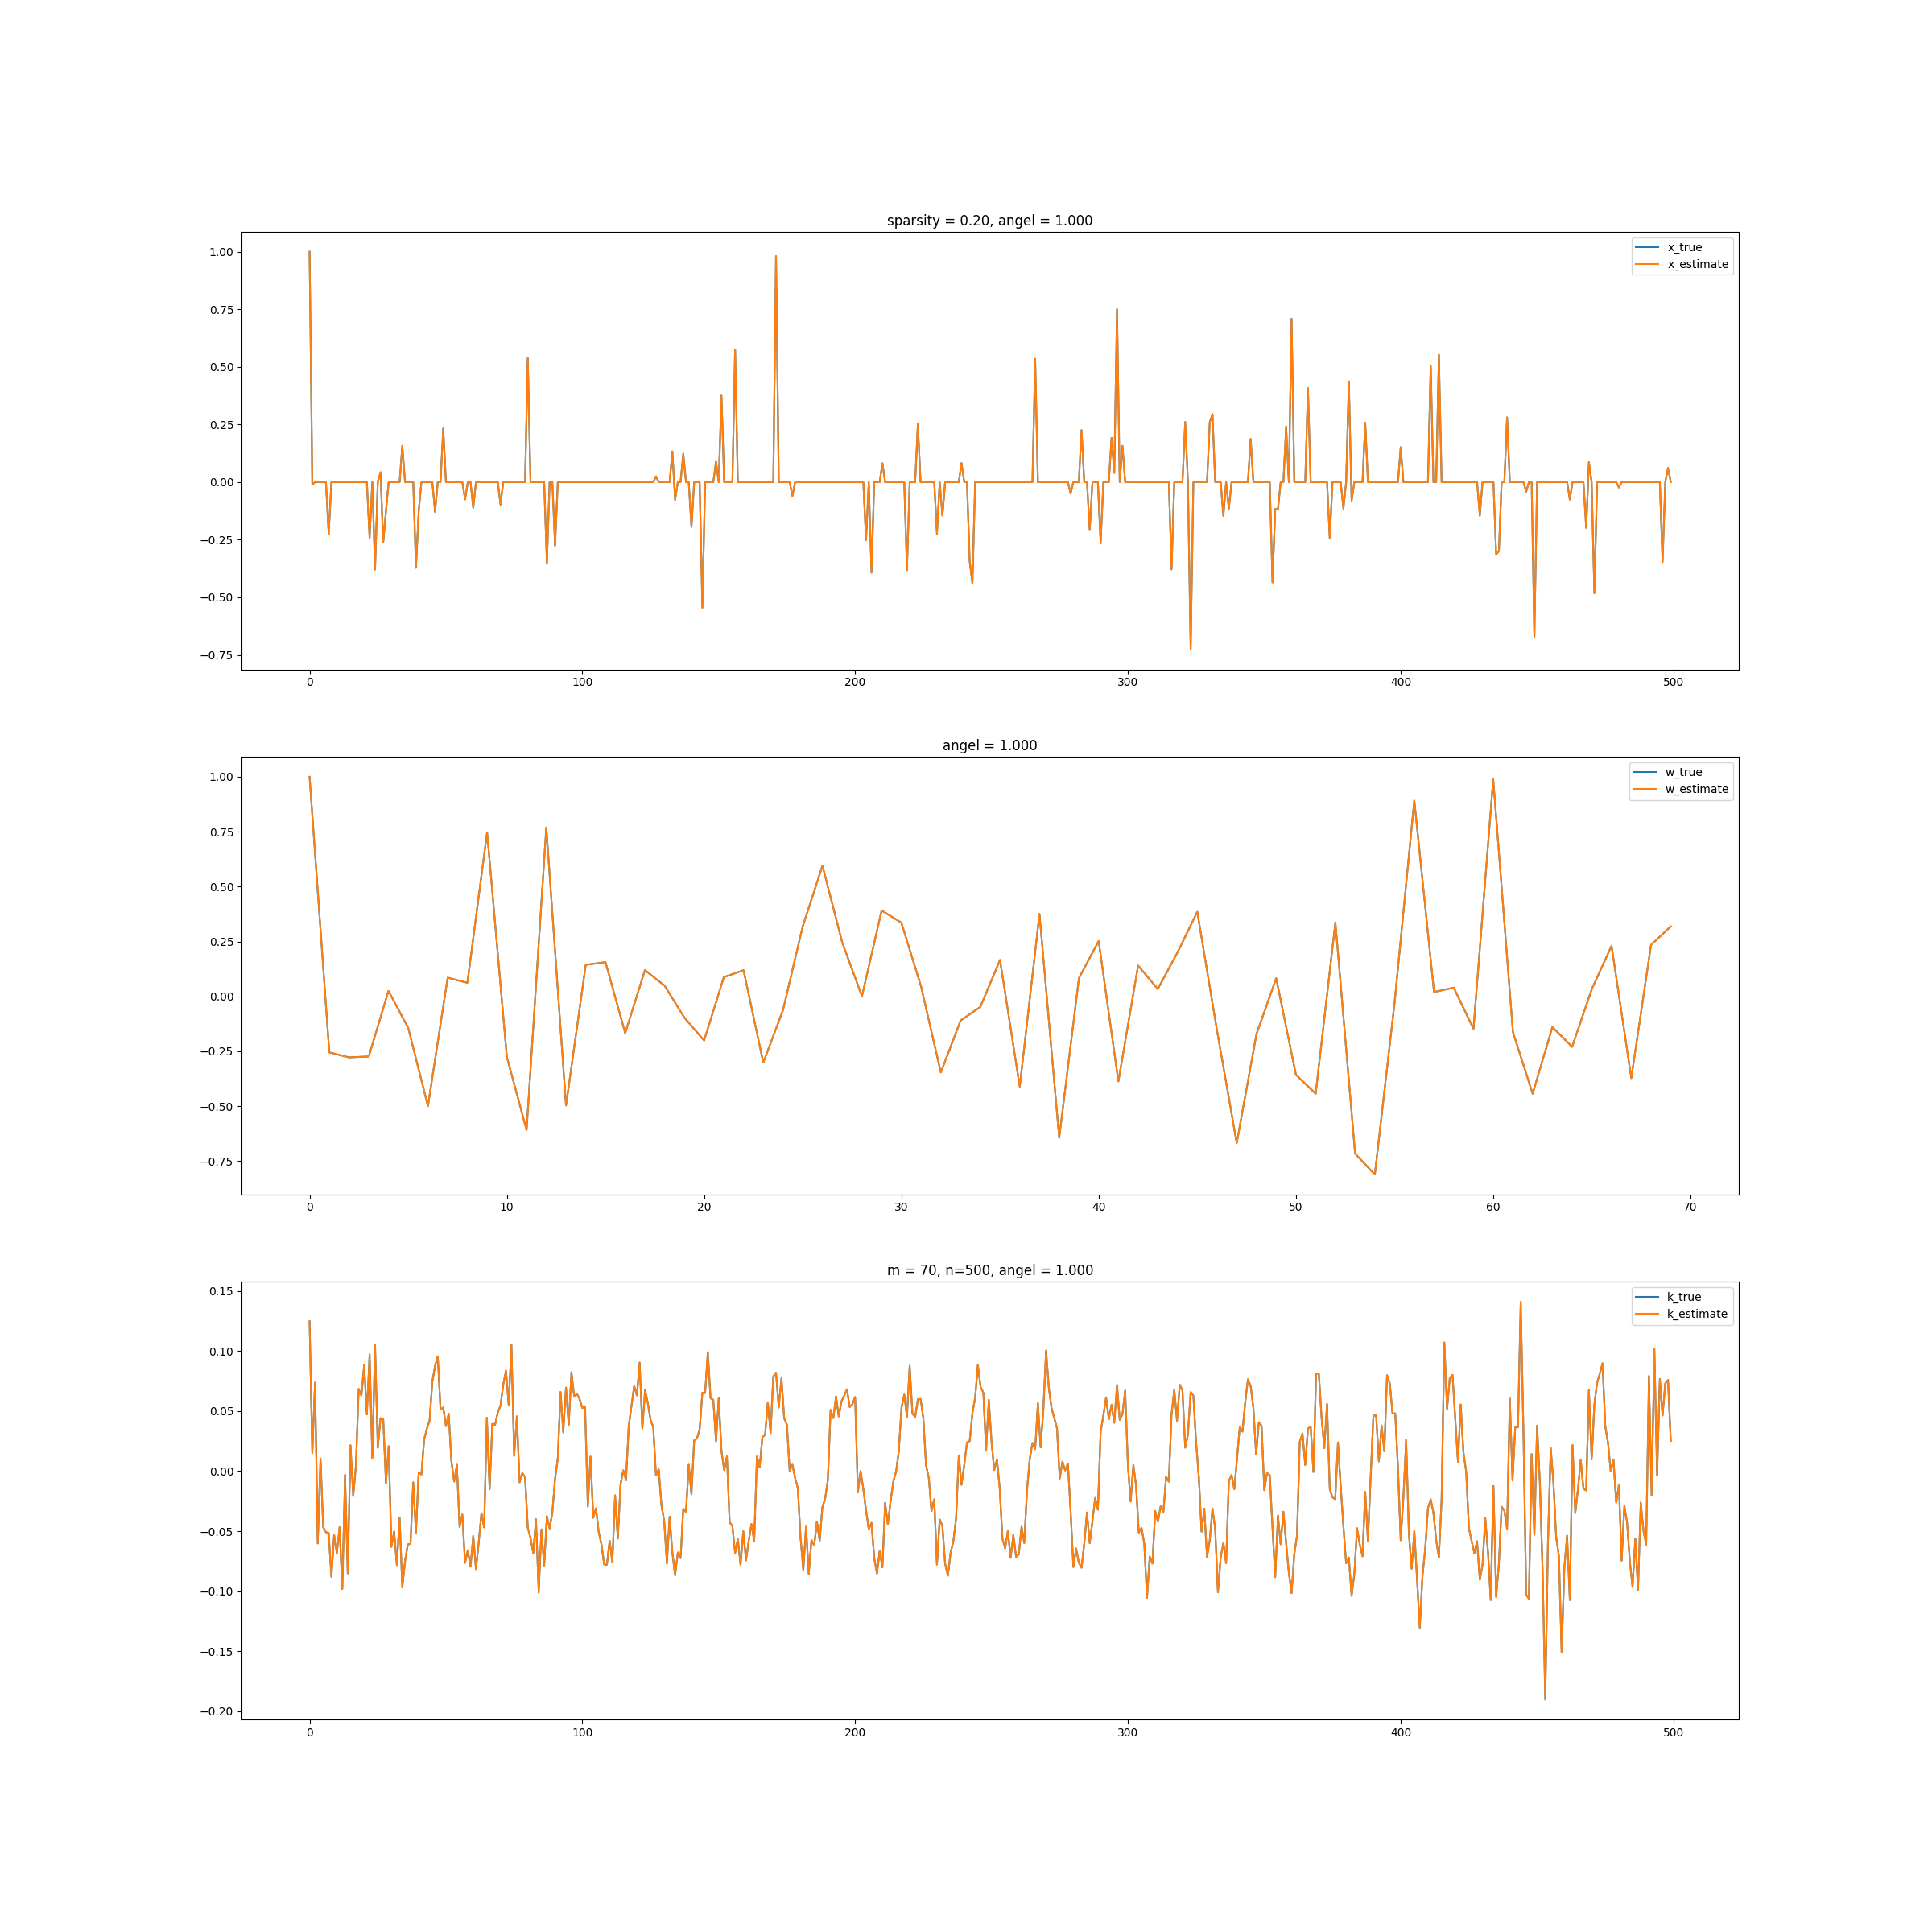 sparsity = 0.20, angel = 1.000
x_true
x_estimate
1.00
0.75
0.50
0.25
0.00
−0.25
−0.50
−0.75
0 100 200 300 400 500
angel = 1.000
w_true
w_estimate
1.00
0.75
0.50
0.25
0.00
−0.25
−0.50
−0.75
0 10 20 30 40 50 60 70
m = 70, n=500, angel = 1.000
k_true
k_estimate
0.15
0.10
0.05
0.00
−0.05
−0.10
−0.15
−0.20
0 100 200 300 400 500